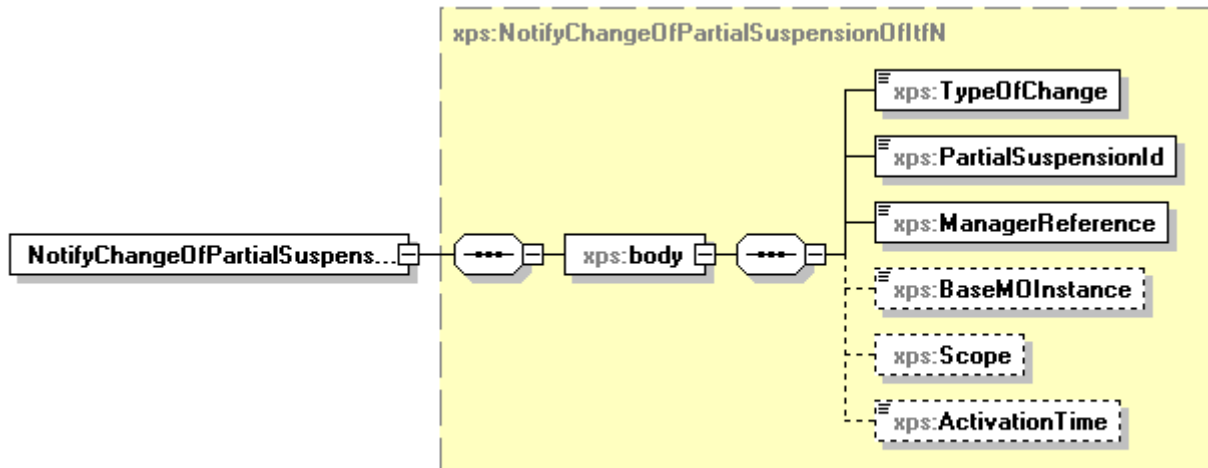 xps:NotifyChangeOfPartialSuspensionOfItfN
xps:TypeOfChange
xps:PartialSuspensionId
xps:ManagerReference
NotifyChangeOfPartialSuspens...
xps:body
xps:BaseMOInstance
xps:Scope
xps:ActivationTime